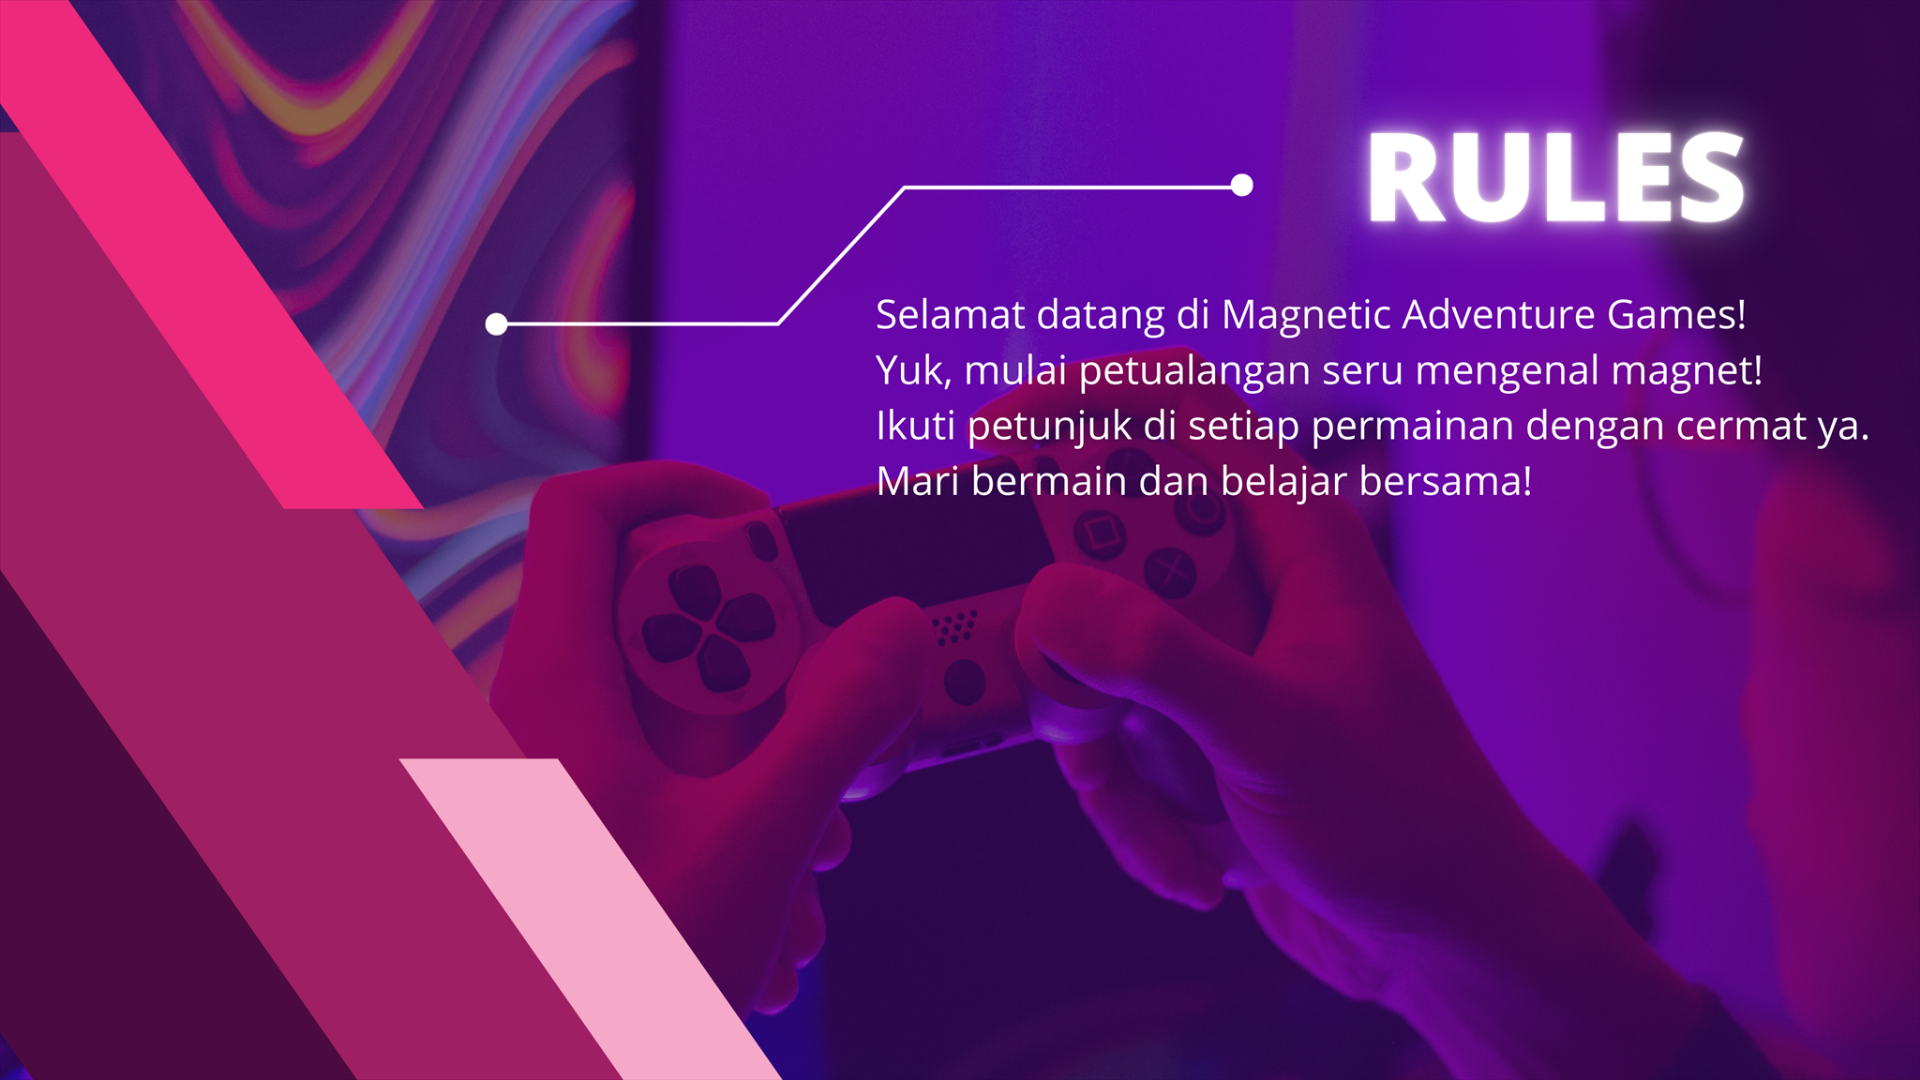 RULES
Selamat datang di Magnetic Adventure Games!
Yuk, mulai petualangan seru mengenal magnet!
Ikuti petunjuk di setiap permainan dengan cermat ya.
Mari bermain dan belajar bersama!